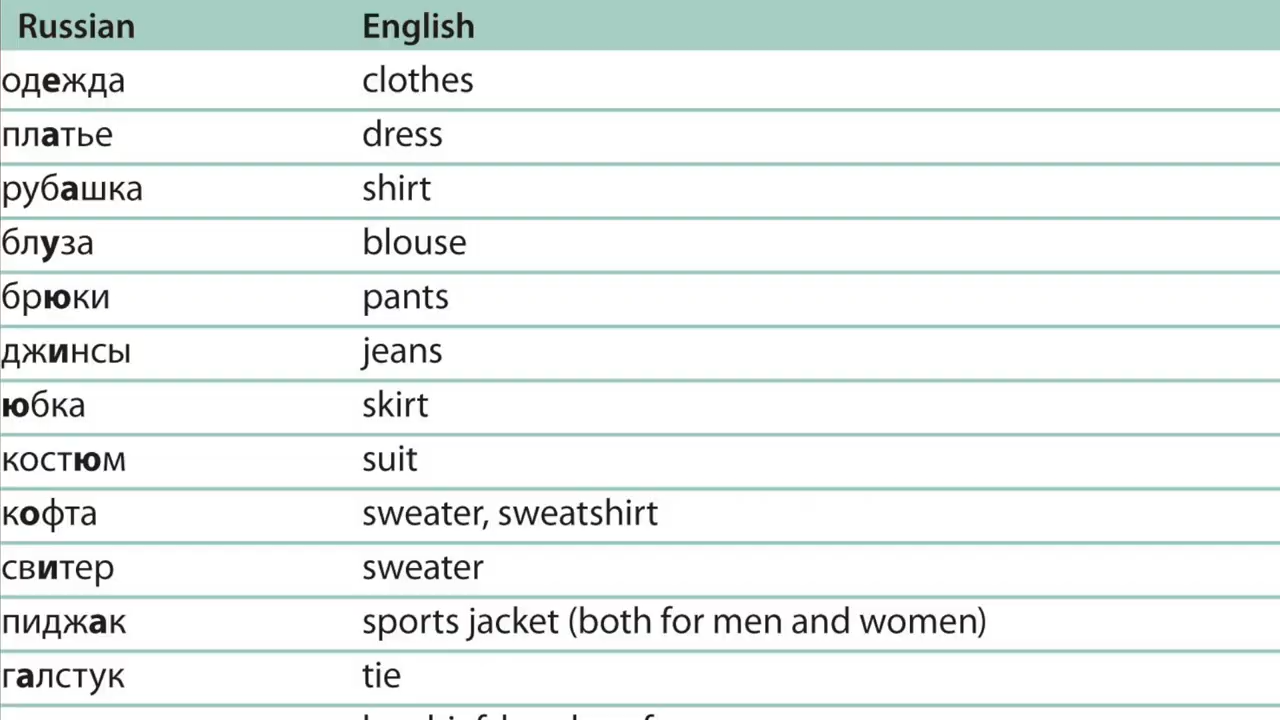 Russian English
одежда clothes
платье dress
рубашка shirt
блуза blouse
брюки pants
джинсы jeans
юбка skirt
костюм suit
кофта sweater, sweatshirt
свитер sweater
пиджак sports jacket (both for men and women)
галстук tie